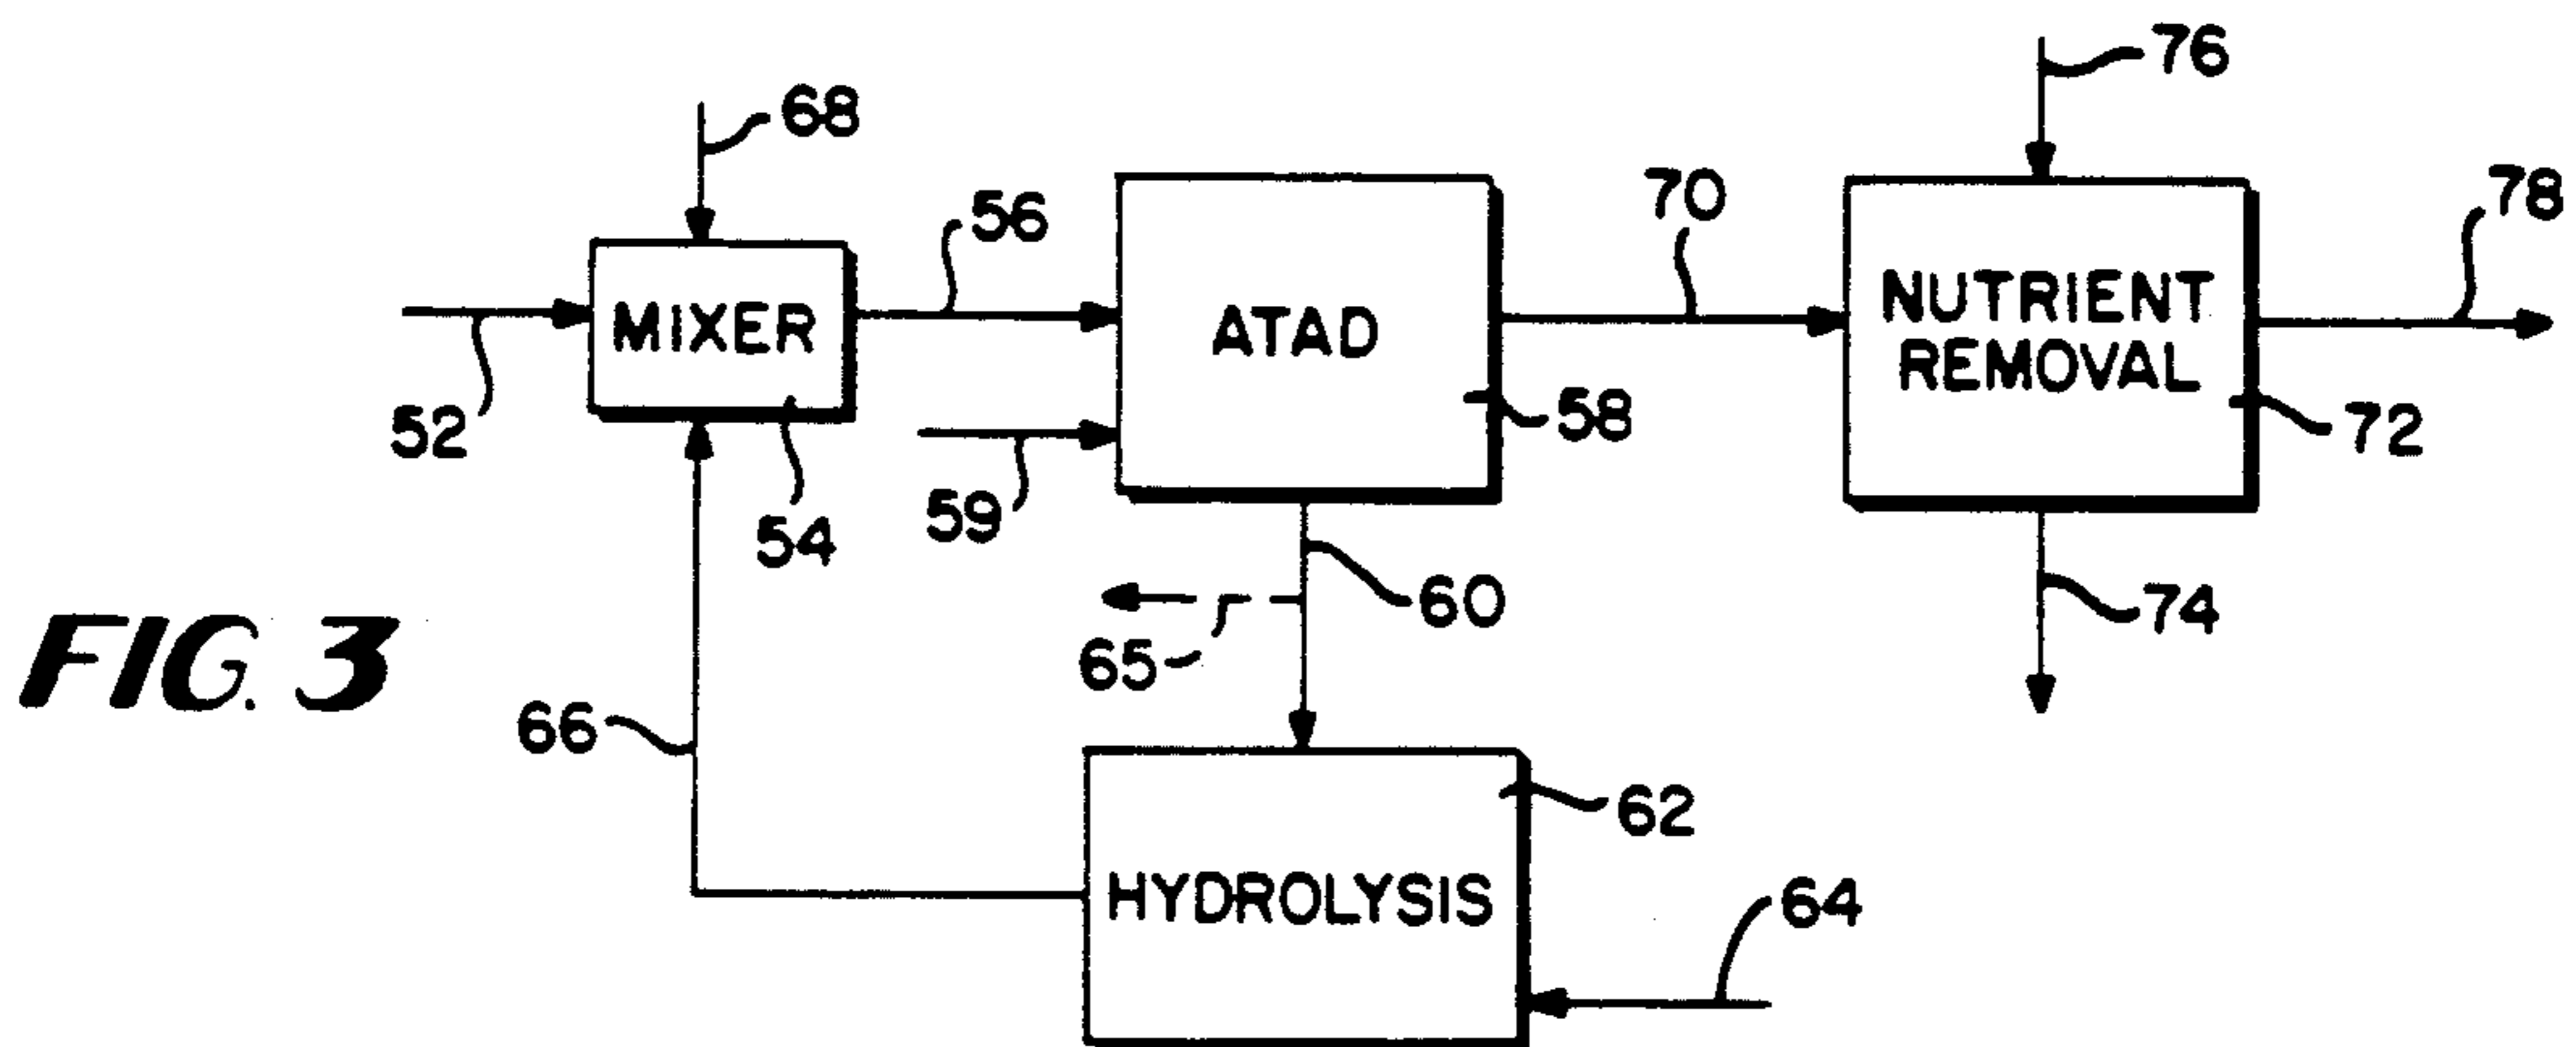 76
68
78
56
70
MIXER
ATAD
NUTRIENT
REMOVAL
52
58
72
59
54
60
74
65
FIG. 3
66
62
HYDROLYSIS
64